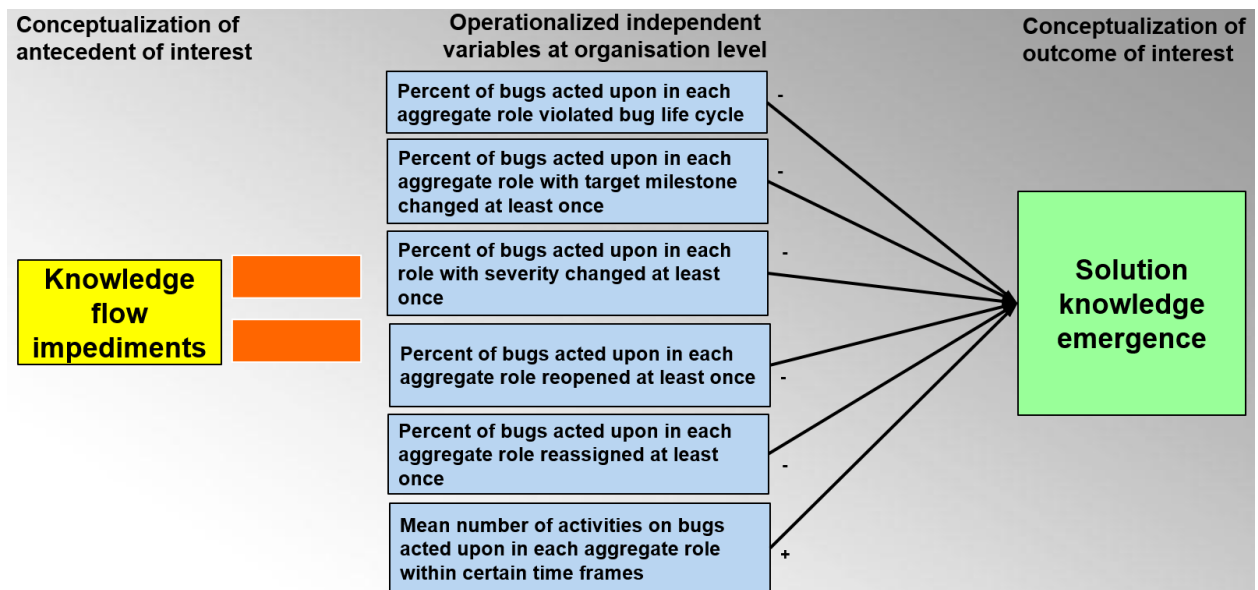 Conceptualization of
antecedent of interest
Operationalized independent
variables at organisation level
Conceptualization of
outcome of interest
Percent of bugs acted upon in each
aggregate role violated bug life cycle
-
Percent of bugs acted upon in each
aggregate role with target milestone
changed at least once
-
Percent of bugs acted upon in each
role with severity changed at least
once
-
Knowledge
flow
impediments
Solution
knowledge
emergence
Percent of bugs acted upon in each
aggregate role reopened at least once
-
Percent of bugs acted upon in each
aggregate role reassigned at least
once
-
Mean number of activities on bugs
acted upon in each aggregate role
within certain time frames
+